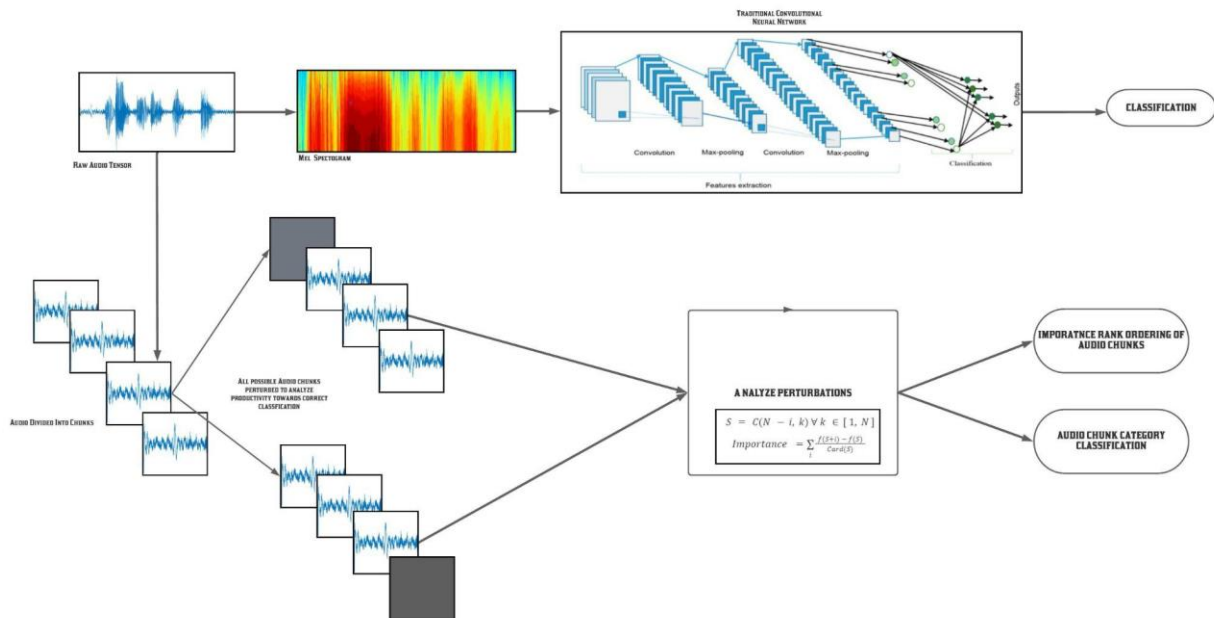 TRADITIONAL CONVOLUTIONAL
NEURAL NETWORK
RAW AUDIO TENSOR
MEL SPECTOGRAM
Convolution
Max-pooling
Convolution
Max-pooling
Features extraction
Classification
Outputs
CLASSIFICATION
AUDIO DIVIDED INTO CHUNKS
ALL POSSIBLE AUDIO CHUNKS
PERTURBED TO ANALYZE
PRODUCTIVITY TOWARDS CORRECT
CLASSFICATION
A NALYZE PERTURBATIONS
S = C(N − i, k) ∀ k ∈ [1, N]
Importance = ∑ i f(S+i) − f(S) / Card(S)
IMPORATNCE RANK ORDERING OF
AUDIO CHUNKS
AUDIO CHUNK CATEGORY
CLASSIFICATION